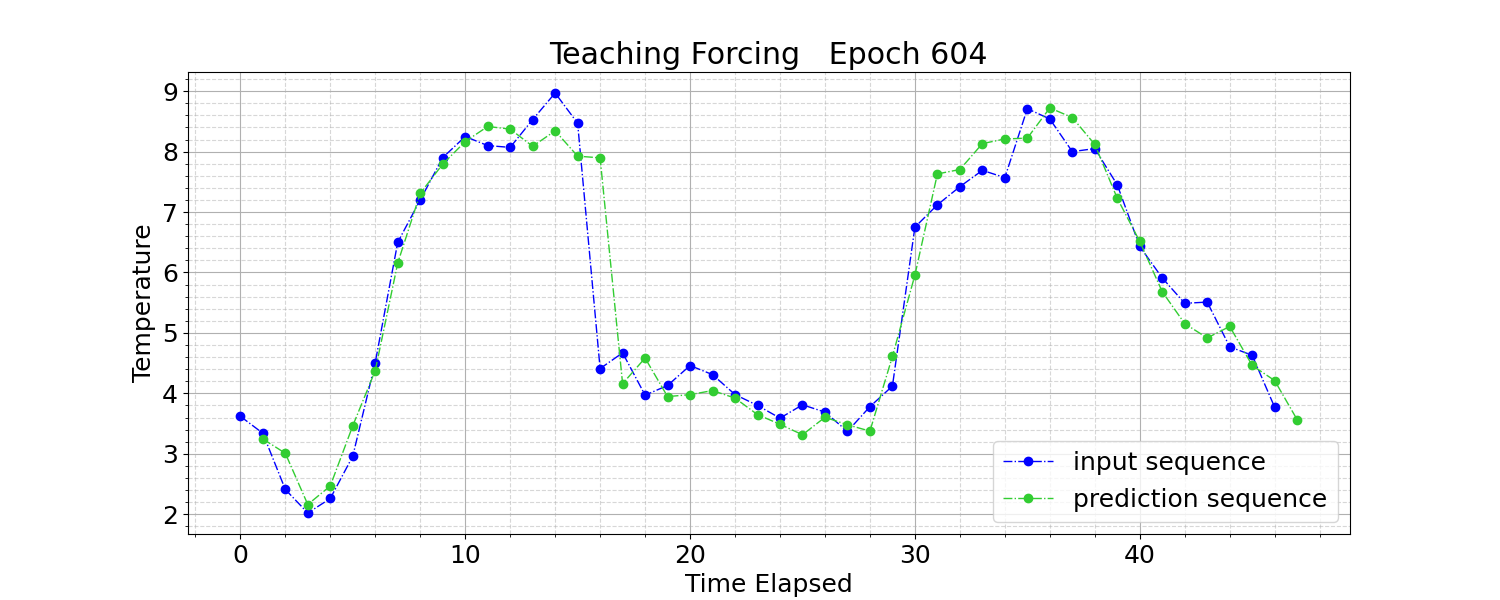 Teaching Forcing   Epoch 604
9
8
7
6
5
4
3
2
Temperature
input sequence
prediction sequence
0 10 20 30 40
Time Elapsed